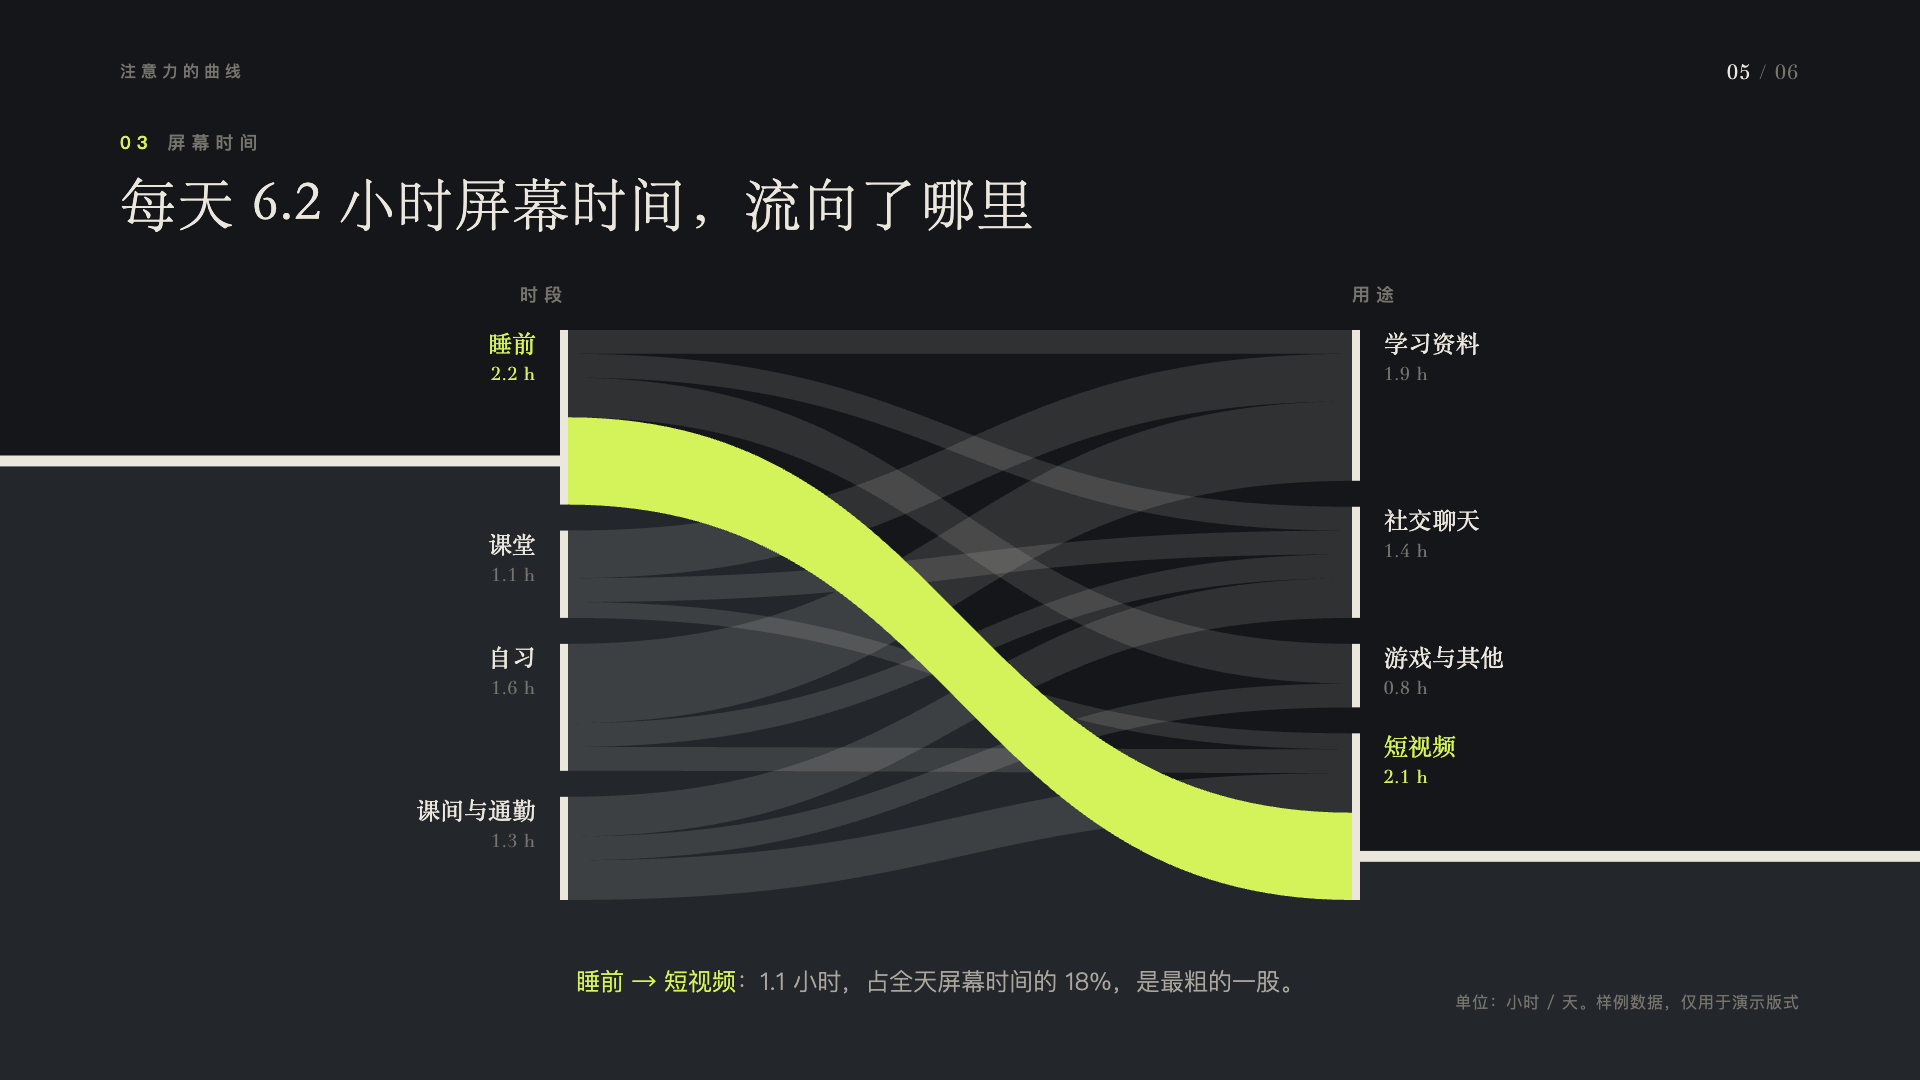 注意力的曲线
05 / 06
03 屏幕时间
每天 6.2 小时屏幕时间，流向了哪里
时段
用途
睡前
2.2 h
课堂
1.1 h
自习
1.6 h
课间与通勤
1.3 h
学习资料
1.9 h
社交聊天
1.4 h
游戏与其他
0.8 h
短视频
2.1 h
睡前 → 短视频：1.1 小时，占全天屏幕时间的 18%，是最粗的一股。
单位：小时 / 天。样例数据，仅用于演示版式